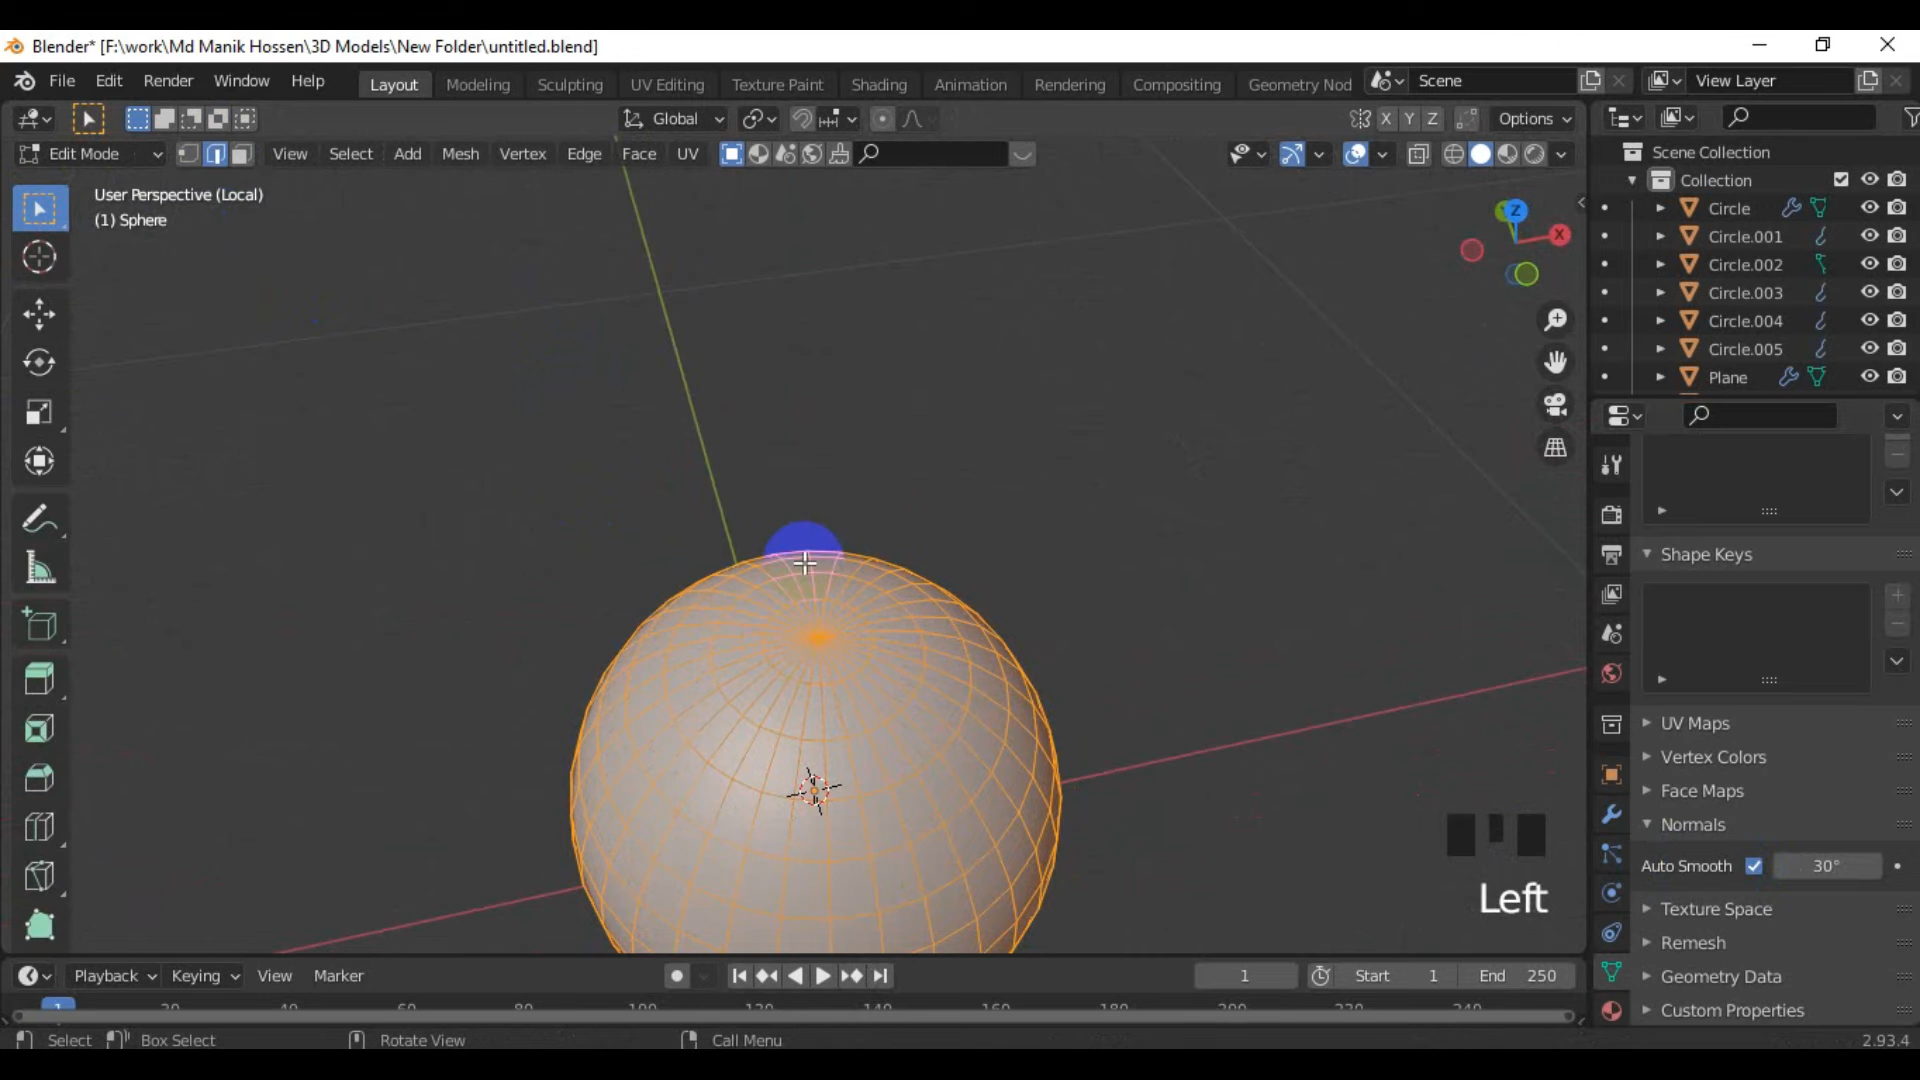 Blender* [F:\work\Md Manik Hossen\3D Models\New Folder\untitled.blend]
File Edit Render Window Help Layout Modeling Sculpting UV Editing Texture Paint Shading Animation Rendering Compositing Geometry Nod Scene View Layer
Global X Y Z Options
Edit Mode View Select Add Mesh Vertex Edge Face UV
Scene Collection
Collection
User Perspective (Local)
(1) Sphere
Circle
Circle.001
Circle.002
Circle.003
Circle.004
Circle.005
Plane
Z
X
Shape Keys
UV Maps
Vertex Colors
Face Maps
Normals
Auto Smooth 30°
Left
Texture Space
Remesh
Geometry Data
Custom Properties
Playback Keying View Marker 1 Start 1 End 250
1 20 40 60 80 100 120 140 160 180 200 220 240
Select Box Select Rotate View Call Menu 2.93.4